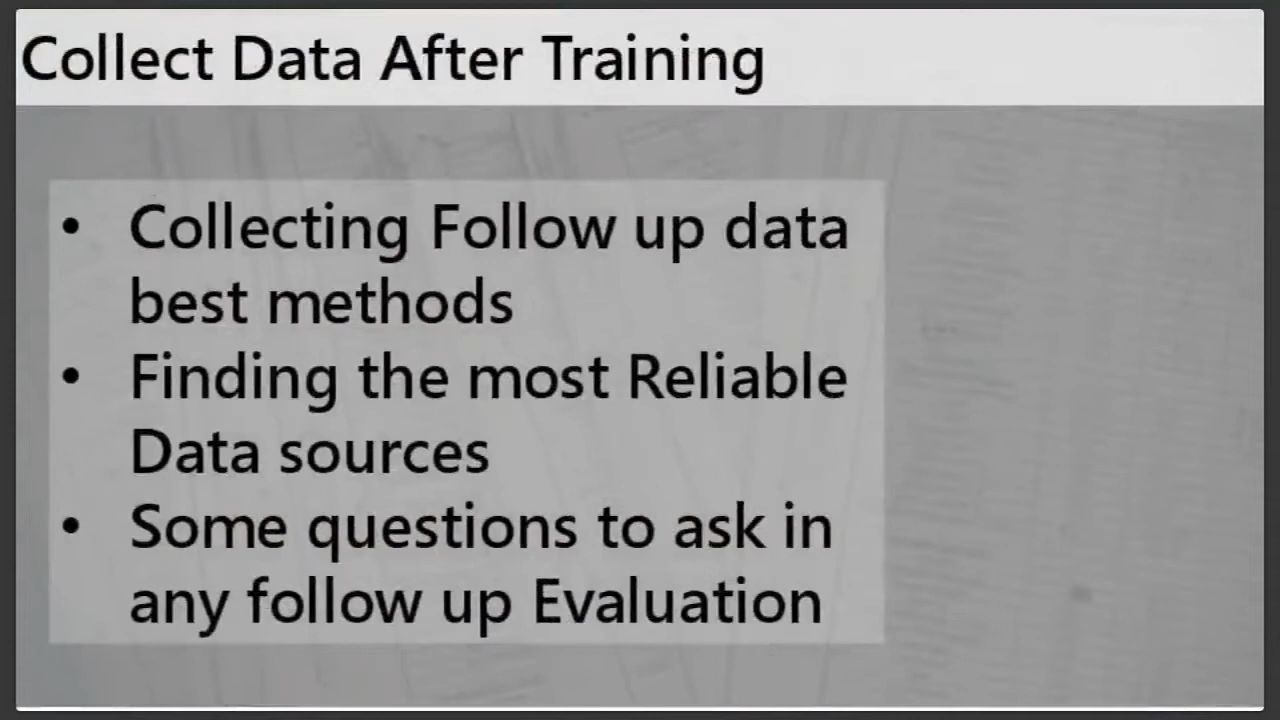 Collect Data After Training
• Collecting Follow up data
best methods
• Finding the most Reliable
Data sources
• Some questions to ask in
any follow up Evaluation